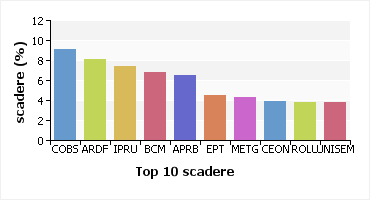 12
10
8
6
4
2
0
scadere (%)
COBS ARDF IPRU BCM APRB EPT METG CEON ROLU UNISEM
Top 10 scadere